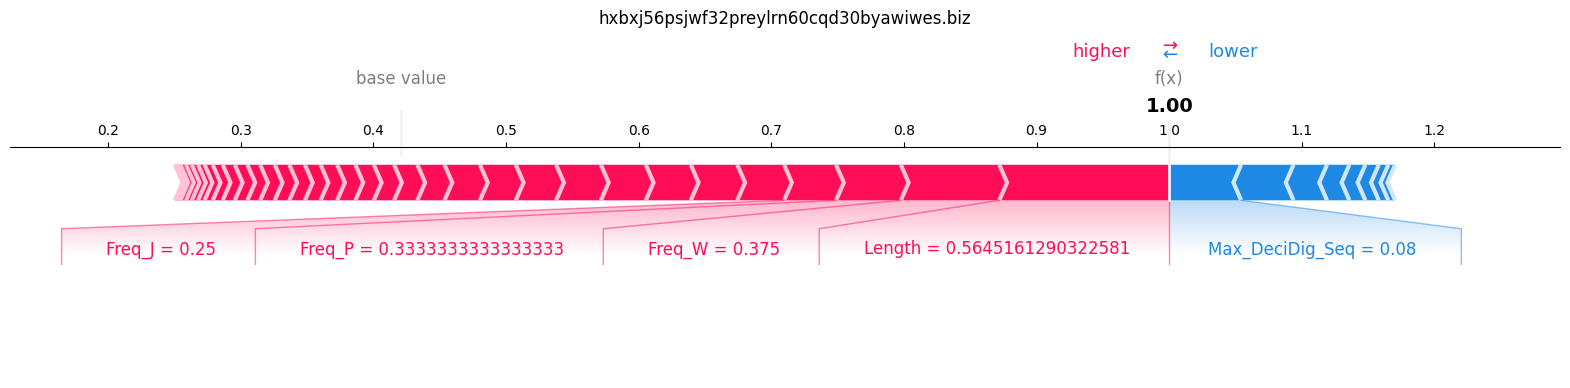 hxbxj56psjwf32preylrn60cqd30byawiwes.biz
higher → ← lower
base value f(x)
1.00
0.2 0.3 0.4 0.5 0.6 0.7 0.8 0.9 1.0 1.1 1.2
Freq_J = 0.25 Freq_P = 0.3333333333333333 Freq_W = 0.375 Length = 0.5645161290322581 Max_DeciDig_Seq = 0.08